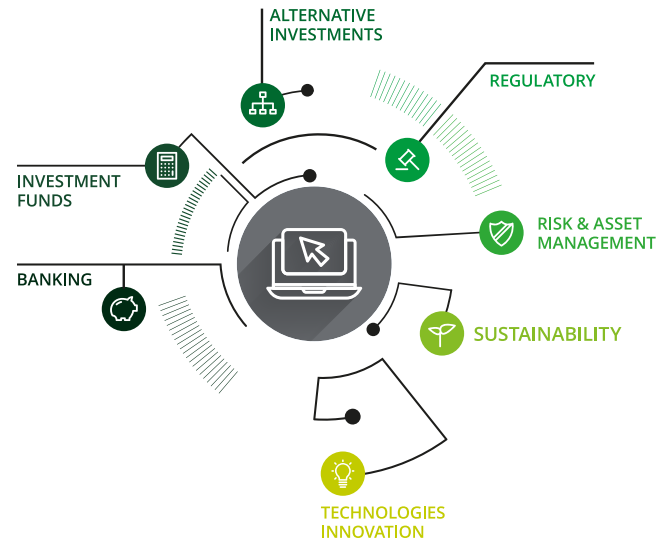 ALTERNATIVE
INVESTMENTS
REGULATORY
INVESTMENT
FUNDS
RISK & ASSET
MANAGEMENT
BANKING
SUSTAINABILITY
TECHNOLOGIES
INNOVATION